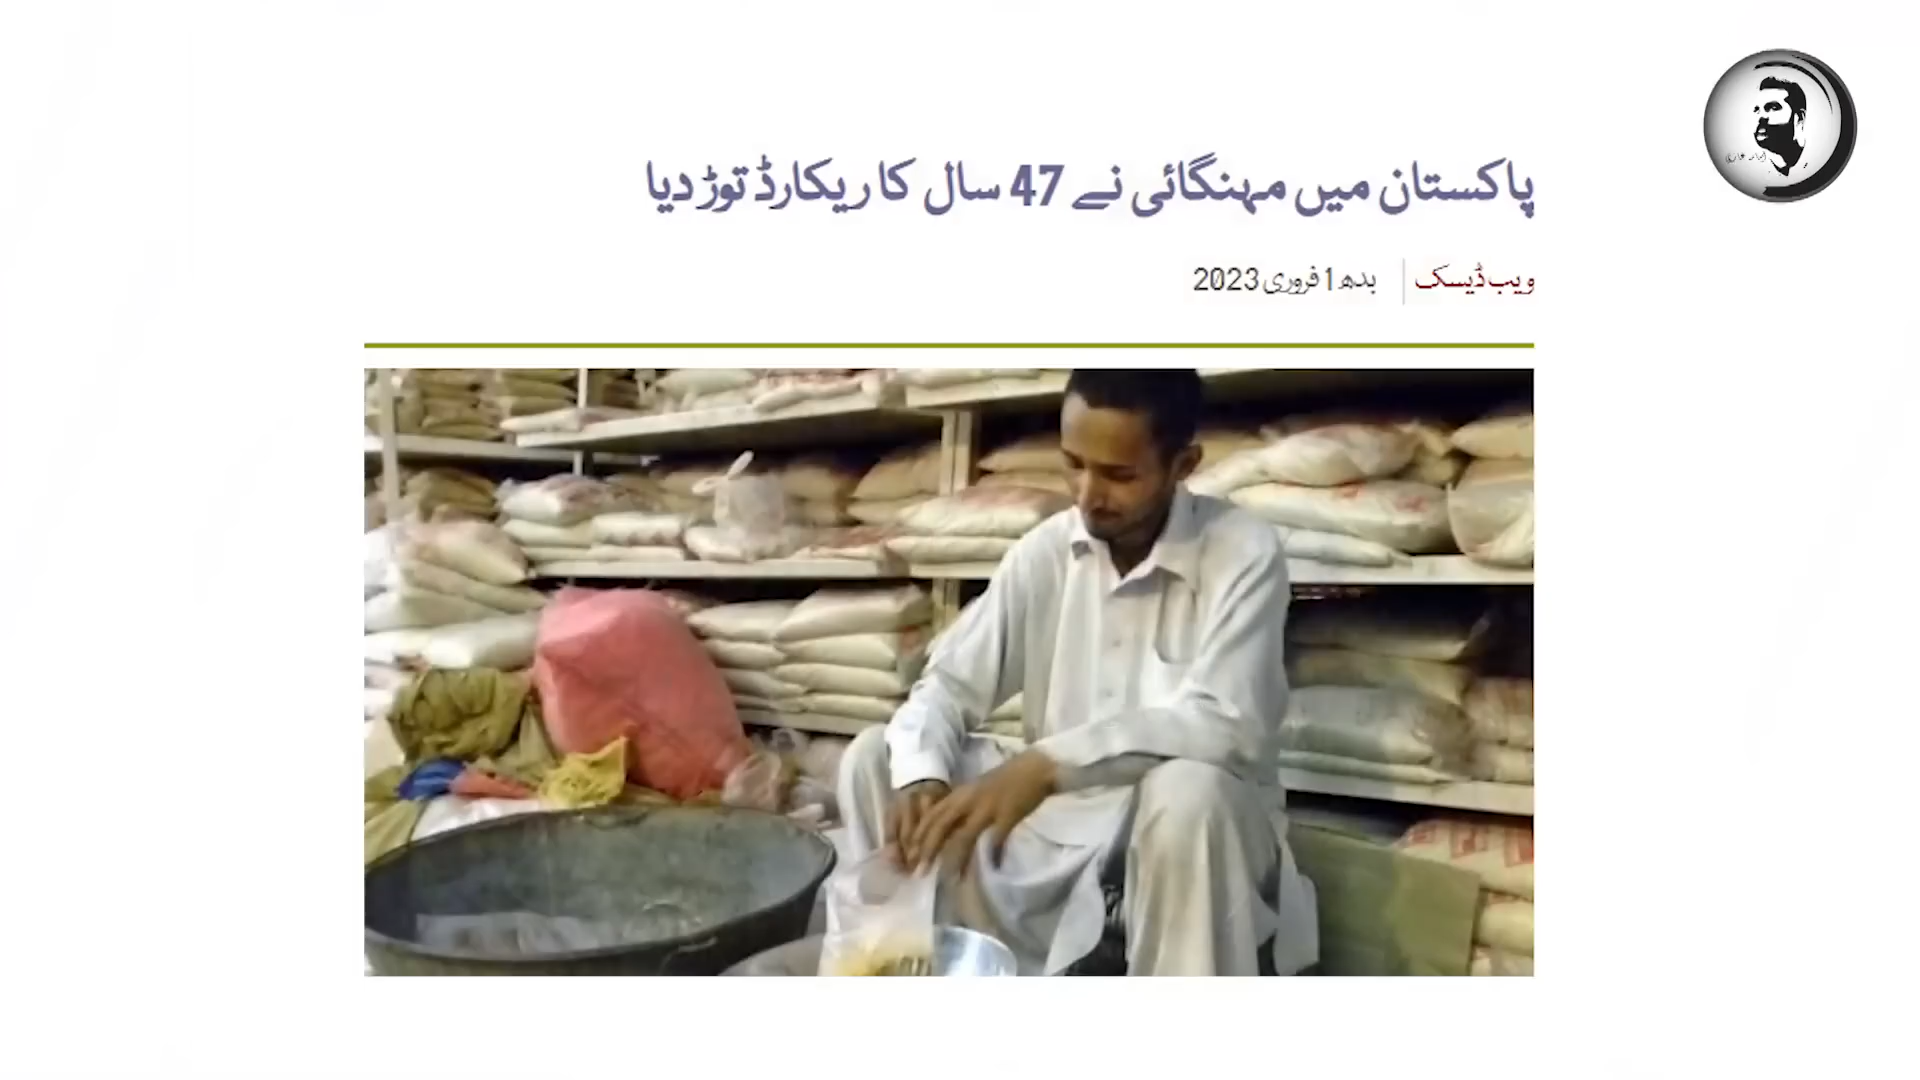 پاکستان میں مہنگائی نے 47 سال کا ریکارڈ توڑ دیا
ویب ڈیسک | بدھ 1 فروری 2023